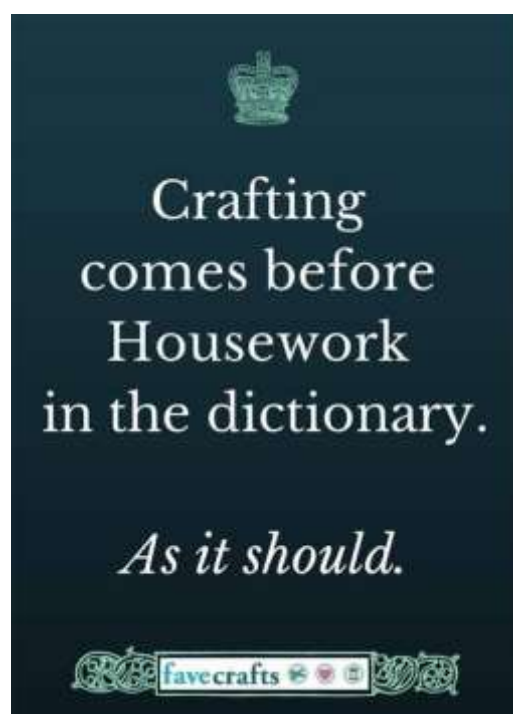 Crafting
comes before
Housework
in the dictionary.
As it should.
favecrafts